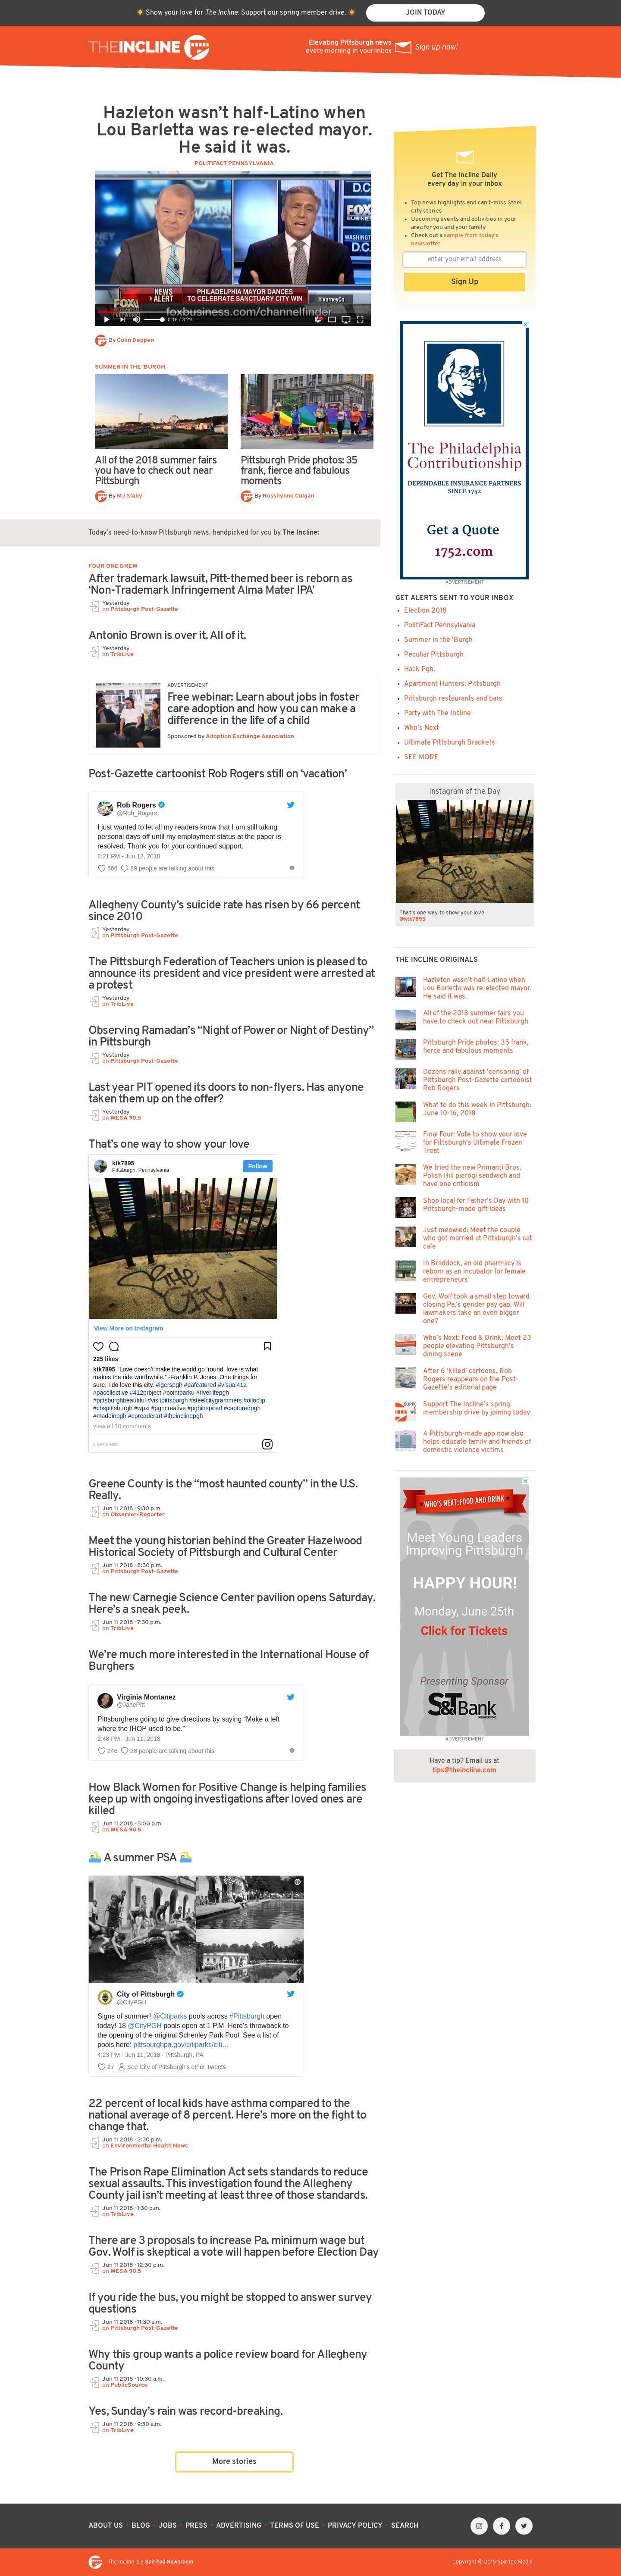 ☀ Show your love for The Incline. Support our spring member drive. ☀
JOIN TODAY
THEINCLINE
Elevating Pittsburgh news
every morning in your inbox
Sign up now!
Hazleton wasn't half-Latino when
Lou Barletta was re-elected mayor.
He said it was.
POLITIFACT PENNSYLVANIA
D.C.
FOX
WASHINGTON
NEWS
ALERT
PHILADELPHIA MAYOR DANCES
TO CELEBRATE SANCTUARY CITY WIN
@VarneyCo
foxbusiness.com/channelfinder
0:16 / 3:29
By Colin Deppen
SUMMER IN THE 'BURGH
All of the 2018 summer fairs
you have to check out near
Pittsburgh
By MJ Slaby
Pittsburgh Pride photos: 35
frank, fierce and fabulous
moments
By Rossilynne Culgan
Today's need-to-know Pittsburgh news, handpicked for you by The Incline:
FOUR ONE BREW
After trademark lawsuit, Pitt-themed beer is reborn as
'Non-Trademark Infringement Alma Mater IPA'
Yesterday
on Pittsburgh Post-Gazette
Antonio Brown is over it. All of it.
Yesterday
on TribLive
ADVERTISEMENT
Free webinar: Learn about jobs in foster
care adoption and how you can make a
difference in the life of a child
Sponsored by Adoption Exchange Association
Post-Gazette cartoonist Rob Rogers still on 'vacation'
Rob Rogers
@Rob_Rogers
I just wanted to let all my readers know that I am still taking
personal days off until my employment status at the paper is
resolved. Thank you for your continued support.
2:21 PM - Jun 12, 2018
566 89 people are talking about this
Allegheny County's suicide rate has risen by 66 percent
since 2010
Yesterday
on Pittsburgh Post-Gazette
The Pittsburgh Federation of Teachers union is pleased to
announce its president and vice president were arrested at
a protest
Yesterday
on TribLive
Observing Ramadan's "Night of Power or Night of Destiny"
in Pittsburgh
Yesterday
on Pittsburgh Post-Gazette
Last year PIT opened its doors to non-flyers. Has anyone
taken them up on the offer?
Yesterday
on WESA 90.5
That's one way to show your love
ktk7895
Pittsburgh, Pennsylvania
Follow
View More on Instagram
225 likes
ktk7895 "Love doesn't make the world go 'round, love is what
makes the ride worthwhile." -Franklin P. Jones. One things for
sure, I do love this city. #igerspgh #pafeatured #visual412
#pacollective #412project #pointparku #riverlifepgh
#pittsburghbeautiful #visitpittsburgh #steelcitygrammers #lolloclip
#cbspittsburgh #wpxi #pghcreative #pghinspired #capturedpgh
#madeinpgh #cpreaderart #theinclinepgh
view all 10 comments
Greene County is the "most haunted county" in the U.S.
Really.
Jun 11 2018 · 9:30 p.m.
on Observer-Reporter
Meet the young historian behind the Greater Hazelwood
Historical Society of Pittsburgh and Cultural Center
Jun 11 2018 · 8:30 p.m.
on Pittsburgh Post-Gazette
The new Carnegie Science Center pavilion opens Saturday.
Here's a sneak peek.
Jun 11 2018 · 7:30 p.m.
on TribLive
We're much more interested in the International House of
Burghers
Virginia Montanez
@JanePitt
Pittsburghers going to give directions by saying "Make a left
where the IHOP used to be."
2:48 PM - Jun 11, 2018
246 28 people are talking about this
How Black Women for Positive Change is helping families
keep up with ongoing investigations after loved ones are
killed
Jun 11 2018 · 5:00 p.m.
on WESA 90.5
🏊 A summer PSA 🏊
City of Pittsburgh
@CityPGH
Signs of summer! @Citiparks pools across #Pittsburgh open
today! 18 @CityPGH pools open at 1 P.M. Here's throwback to
the opening of the original Schenley Park Pool. See a list of
pools here: pittsburghpa.gov/citiparks/citi…
4:23 PM - Jun 11, 2018 · Pittsburgh, PA
27 See City of Pittsburgh's other Tweets
22 percent of local kids have asthma compared to the
national average of 8 percent. Here's more on the fight to
change that.
Jun 11 2018 · 2:30 p.m.
on Environmental Health News
The Prison Rape Elimination Act sets standards to reduce
sexual assaults. This investigation found the Allegheny
County jail isn't meeting at least three of those standards.
Jun 11 2018 · 1:30 p.m.
on TribLive
There are 3 proposals to increase Pa. minimum wage but
Gov. Wolf is skeptical a vote will happen before Election Day
Jun 11 2018 · 12:30 p.m.
on WESA 90.5
If you ride the bus, you might be stopped to answer survey
questions
Jun 11 2018 · 11:30 a.m.
on Pittsburgh Post-Gazette
Why this group wants a police review board for Allegheny
County
Jun 11 2018 · 10:30 a.m.
on PublicSource
Yes, Sunday's rain was record-breaking.
Jun 11 2018 · 9:30 a.m.
on TribLive
More stories
Get The Incline Daily
every day in your inbox
• Top news highlights and can't-miss Steel
City stories
• Upcoming events and activities in your
area for you and your family
• Check out a sample from today's
newsletter
enter your email address
Sign Up
The Philadelphia
Contributionship
DEPENDABLE INSURANCE PARTNERS
SINCE 1752
Get a Quote
1752.com
ADVERTISEMENT
GET ALERTS SENT TO YOUR INBOX
• Election 2018
• PolitiFact Pennsylvania
• Summer in the 'Burgh
• Peculiar Pittsburgh
• Hack Pgh.
• Apartment Hunters: Pittsburgh
• Pittsburgh restaurants and bars
• Party with The Incline
• Who's Next
• Ultimate Pittsburgh Brackets
• SEE MORE
Instagram of the Day
That's one way to show your love
@ktk7895
THE INCLINE ORIGINALS
Hazleton wasn't half-Latino when
Lou Barletta was re-elected mayor.
He said it was.
All of the 2018 summer fairs you
have to check out near Pittsburgh
Pittsburgh Pride photos: 35 frank,
fierce and fabulous moments
Dozens rally against 'censoring' of
Pittsburgh Post-Gazette cartoonist
Rob Rogers
What to do this week in Pittsburgh:
June 10-16, 2018
Final Four: Vote to show your love
for Pittsburgh's Ultimate Frozen
Treat
We tried the new Primanti Bros.
Polish Hill pierogi sandwich and
have one criticism
Shop local for Father's Day with 10
Pittsburgh-made gift ideas
Just meowied: Meet the couple
who got married at Pittsburgh's cat
cafe
In Braddock, an old pharmacy is
reborn as an incubator for female
entrepreneurs
Gov. Wolf took a small step toward
closing Pa.'s gender pay gap. Will
lawmakers take an even bigger
one?
Who's Next: Food & Drink: Meet 23
people elevating Pittsburgh's
dining scene
After 6 'killed' cartoons, Rob
Rogers reappears on the Post-
Gazette's editorial page
Support The Incline's spring
membership drive by joining today
A Pittsburgh-made app now also
helps educate family and friends of
domestic violence victims
WHO'S NEXT: FOOD AND DRINK
Meet Young Leaders
Improving Pittsburgh
HAPPY HOUR!
Monday, June 25th
Click for Tickets
Presenting Sponsor
S&T Bank
ADVERTISEMENT
Have a tip? Email us at
tips@theincline.com
ABOUT US · BLOG · JOBS · PRESS · ADVERTISING · TERMS OF USE · PRIVACY POLICY · SEARCH
The Incline is a Spirited Newsroom
Copyright © 2018 Spirited Media